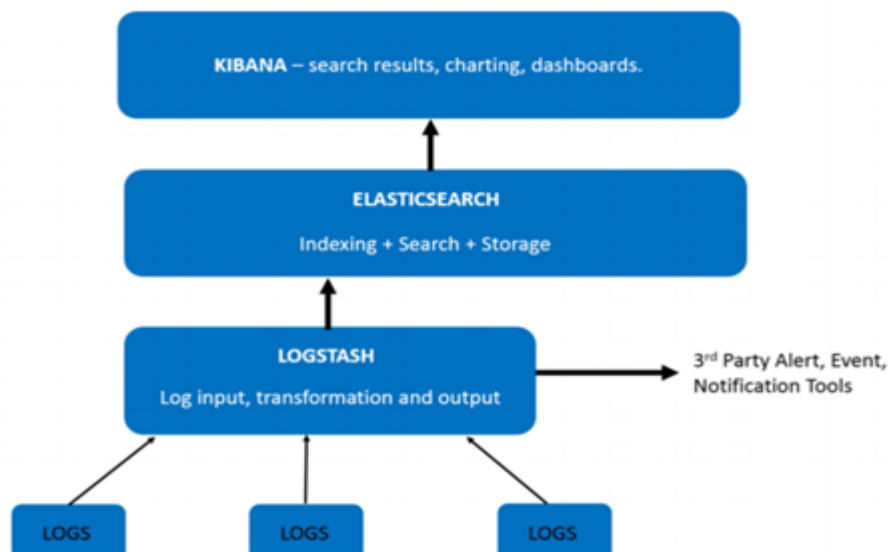 KIBANA – search results, charting, dashboards.
ELASTICSEARCH
Indexing + Search + Storage
LOGSTASH
Log input, transformation and output
3rd Party Alert, Event,
Notification Tools
LOGS
LOGS
LOGS